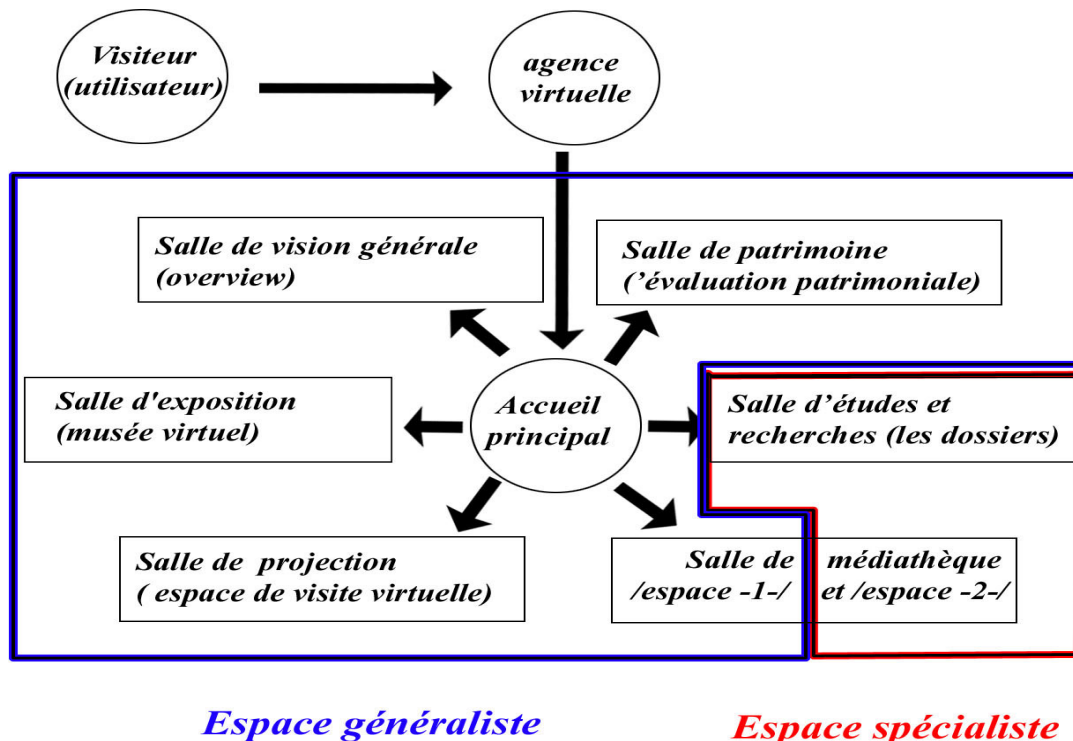 Visiteur
(utilisateur)
agence
virtuelle
Salle de vision générale
(overview)
Salle de patrimoine
(’évaluation patrimoniale)
Salle d'exposition
(musée virtuel)
Accueil
principal
Salle d’études et
recherches (les dossiers)
Salle de projection
( espace de visite virtuelle)
Salle de médiathèque
/espace -1-/ et /espace -2-/
Espace généraliste
Espace spécialiste